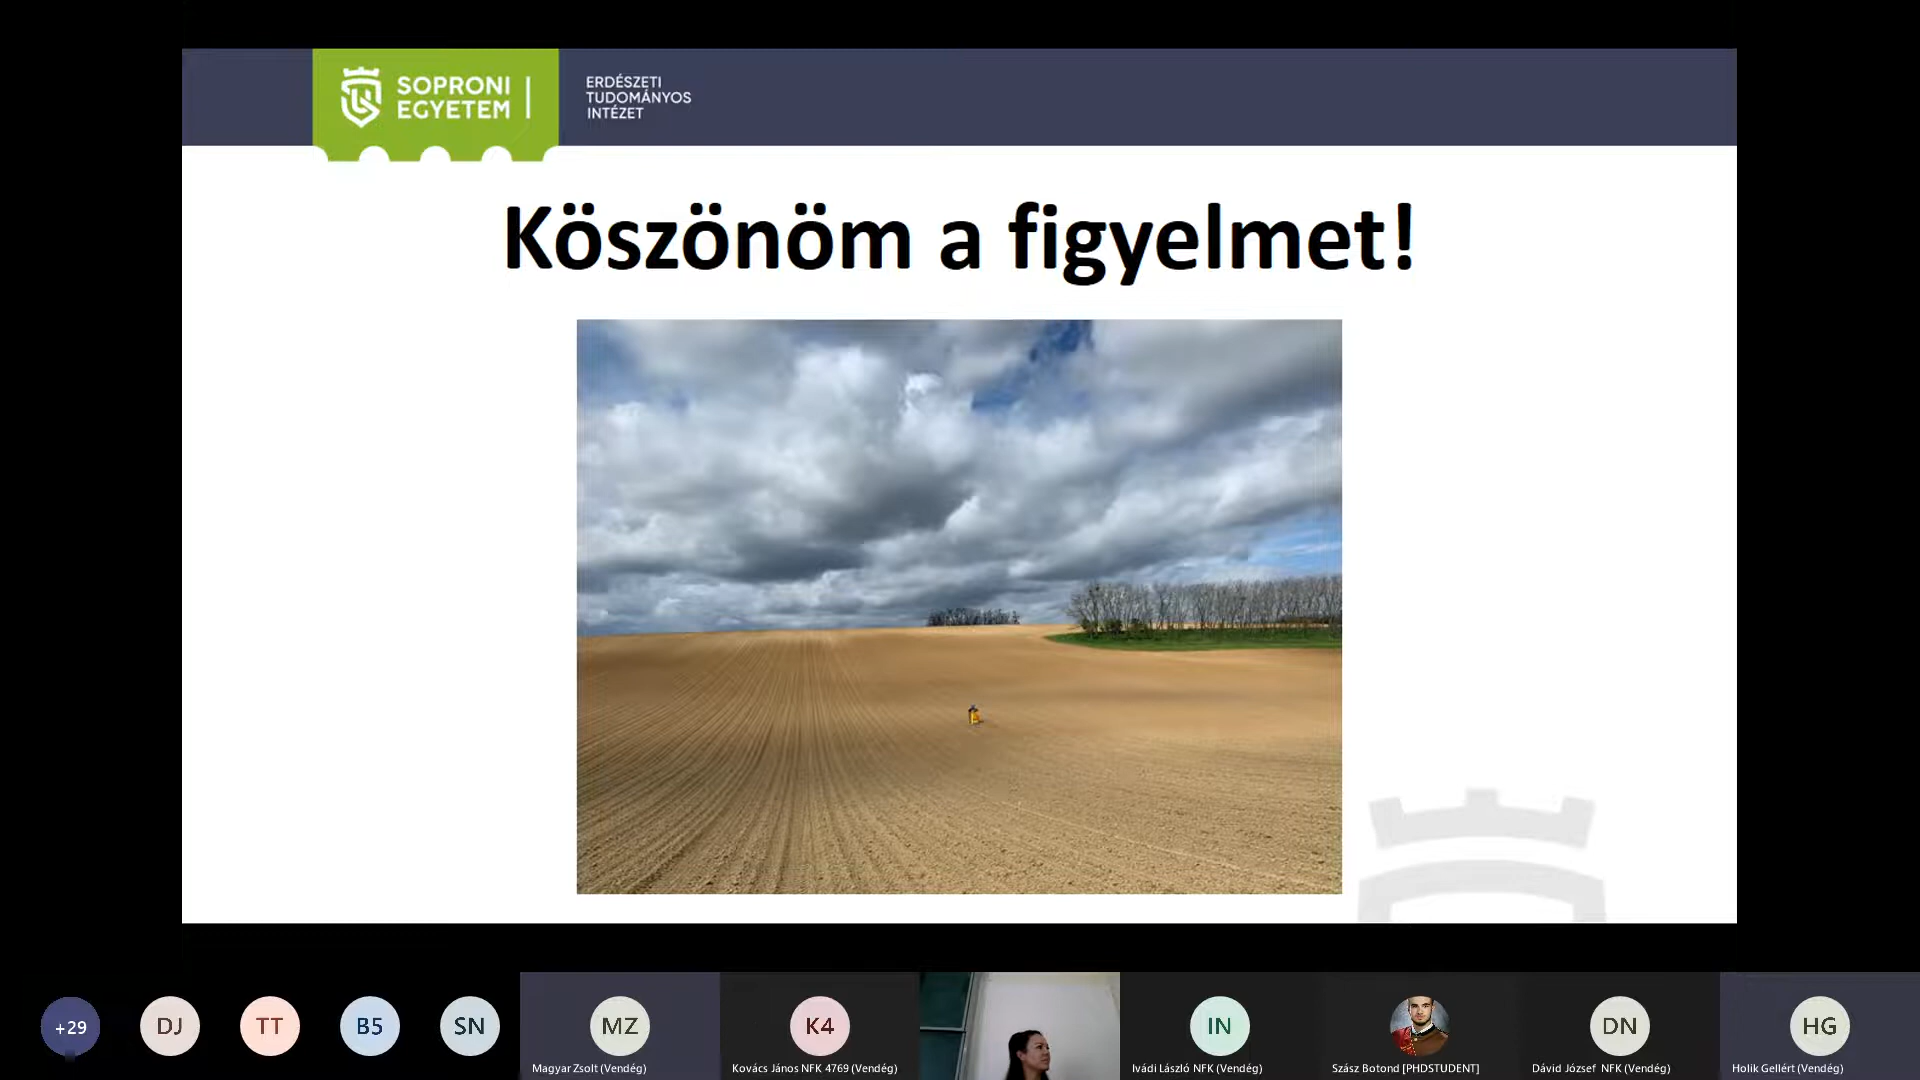 SOPRONI
EGYETEM
ERDÉSZETI
TUDOMÁNYOS
INTÉZET
Köszönöm a figyelmet!
+29
DJ
TT
B5
SN
MZ
K4
IN
DN
HG
Magyar Zsolt (Vendég)
Kovács János NFK 4769 (Vendég)
Ivádi László NFK (Vendég)
Szász Botond [PHDSTUDENT]
Dávid József NFK (Vendég)
Holik Gellért (Vendég)